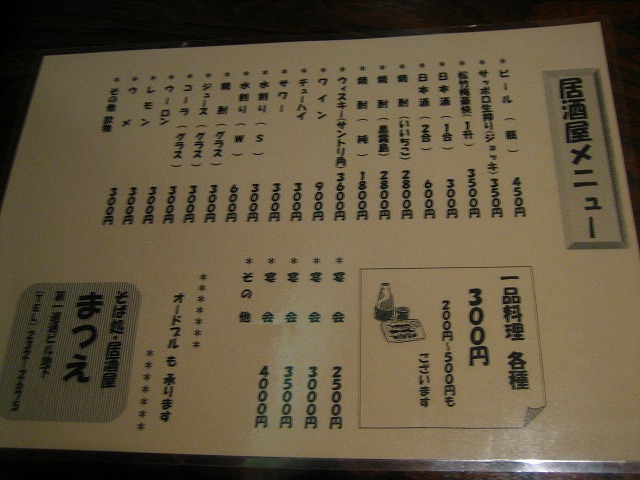 居酒屋メニュー
＊ビール（瓶） 450円
＊サッポロ生搾り（ジョッキ） 350円
＊松竹梅豪快（1升） 3500円
＊日本酒（1合） 300円
＊日本酒（2合） 600円
＊焼酎（いいちこ） 2800円
＊焼酎（黒霧島） 2800円
＊焼酎（純） 1800円
＊ウィスキー（サントリ角） 3600円
＊ワイン 900円
＊チューハイ 300円
＊サワー 300円
＊水割り（S） 300円
＊水割り（W） 600円
＊焼酎（グラス） 300円
＊ジュース（グラス） 300円
＊コーラ（グラス） 300円
＊ウーロン 300円
＊レモン 300円
＊ウメ 300円
＊その他 300円
一品料理 各種
300円
200円～500円も
ございます
＊宴会 2500円
＊宴会 3000円
＊宴会 3500円
＊その他 4000円
＊＊＊＊＊＊＊
オードブルも承ります
＊＊＊＊＊＊＊
そば処・居酒屋
まつえ